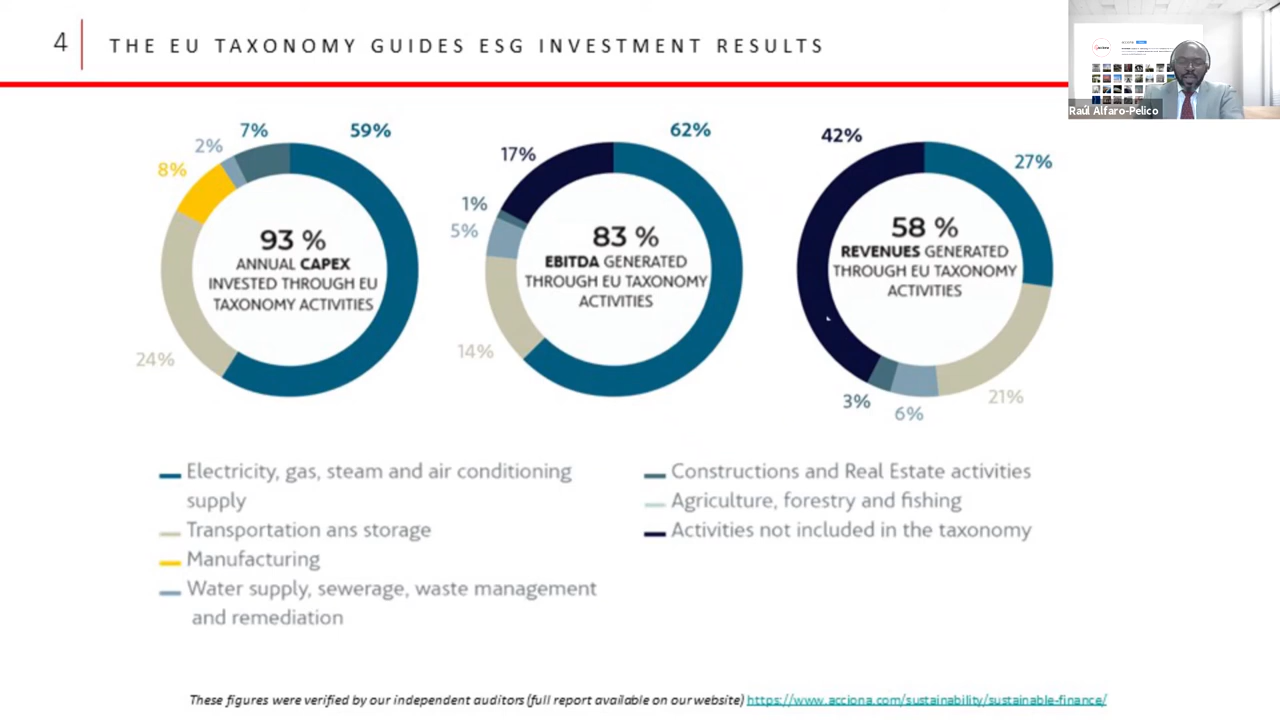 4
THE EU TAXONOMY GUIDES ESG INVESTMENT RESULTS
Raúl Alfaro-Pelico
7%
59%
2%
8%
24%
93 %
ANNUAL CAPEX
INVESTED THROUGH EU
TAXONOMY ACTIVITIES
62%
17%
1%
5%
14%
83 %
EBITDA GENERATED
THROUGH EU TAXONOMY
ACTIVITIES
42%
27%
3%
6%
21%
58 %
REVENUES GENERATED
THROUGH EU TAXONOMY
ACTIVITIES
Electricity, gas, steam and air conditioning
supply
Transportation ans storage
Manufacturing
Water supply, sewerage, waste management
and remediation
Constructions and Real Estate activities
Agriculture, forestry and fishing
Activities not included in the taxonomy
These figures were verified by our independent auditors (full report available on our website) https://www.acciona.com/sustainability/sustainable-finance/